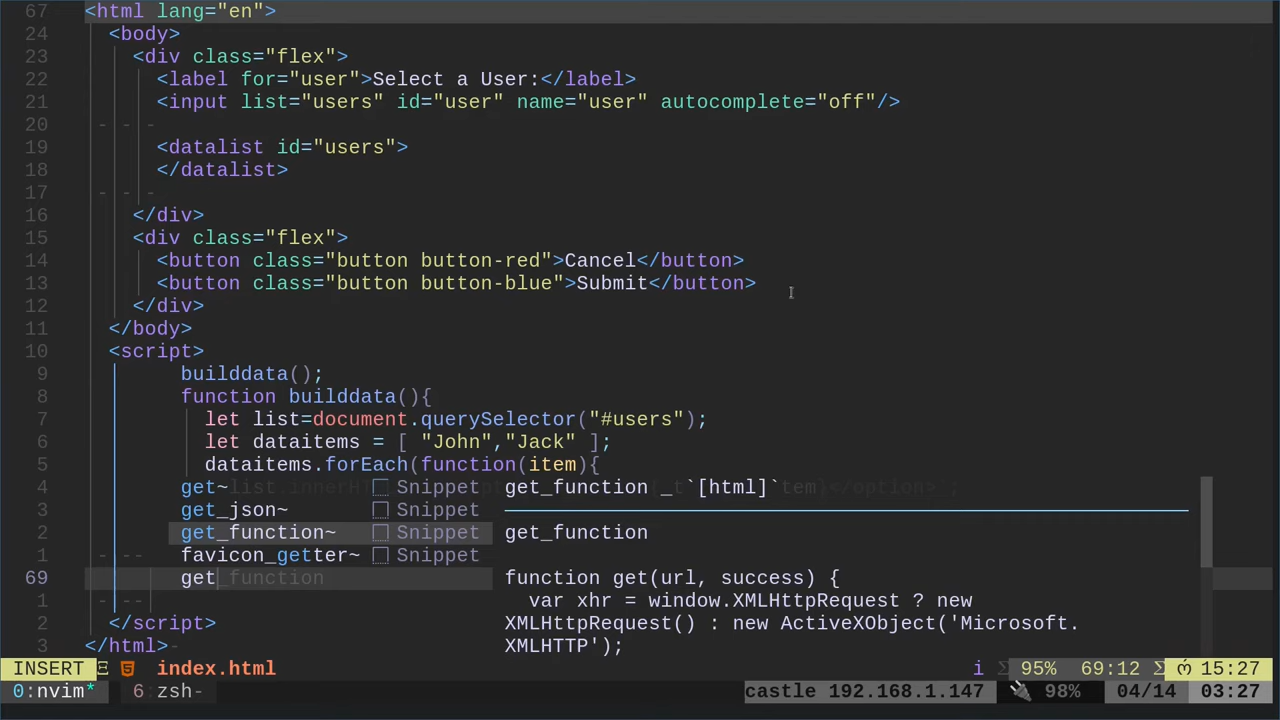 67 <html lang="en">
24 <body>
23 <div class="flex">
22 <label for="user">Select a User:</label>
21 <input list="users" id="user" name="user" autocomplete="off"/>
20 - - -
19 <datalist id="users">
18 </datalist>
17 - - -
16 </div>
15 <div class="flex">
14 <button class="button button-red">Cancel</button>
13 <button class="button button-blue">Submit</button>
12 </div>
11 </body>
10 <script>
9 builddata();
8 function builddata(){
7 let list=document.querySelector("#users");
6 let dataitems = [ "John","Jack" ];
5 dataitems.forEach(function(item){
4 get~ Snippet get_function _t`[html]`
3 get_json~ Snippet
2 get_function~ Snippet get_function
1 ---- favicon_getter~ Snippet
69 get_function function get(url, success) {
1 ---- var xhr = window.XMLHttpRequest ? new
2 </script> XMLHttpRequest() : new ActiveXObject('Microsoft.
3 </html>- XMLHTTP');
INSERT index.html i 95% 69:12 15:27
0:nvim* 6:zsh- castle 192.168.1.147 98% 04/14 03:27